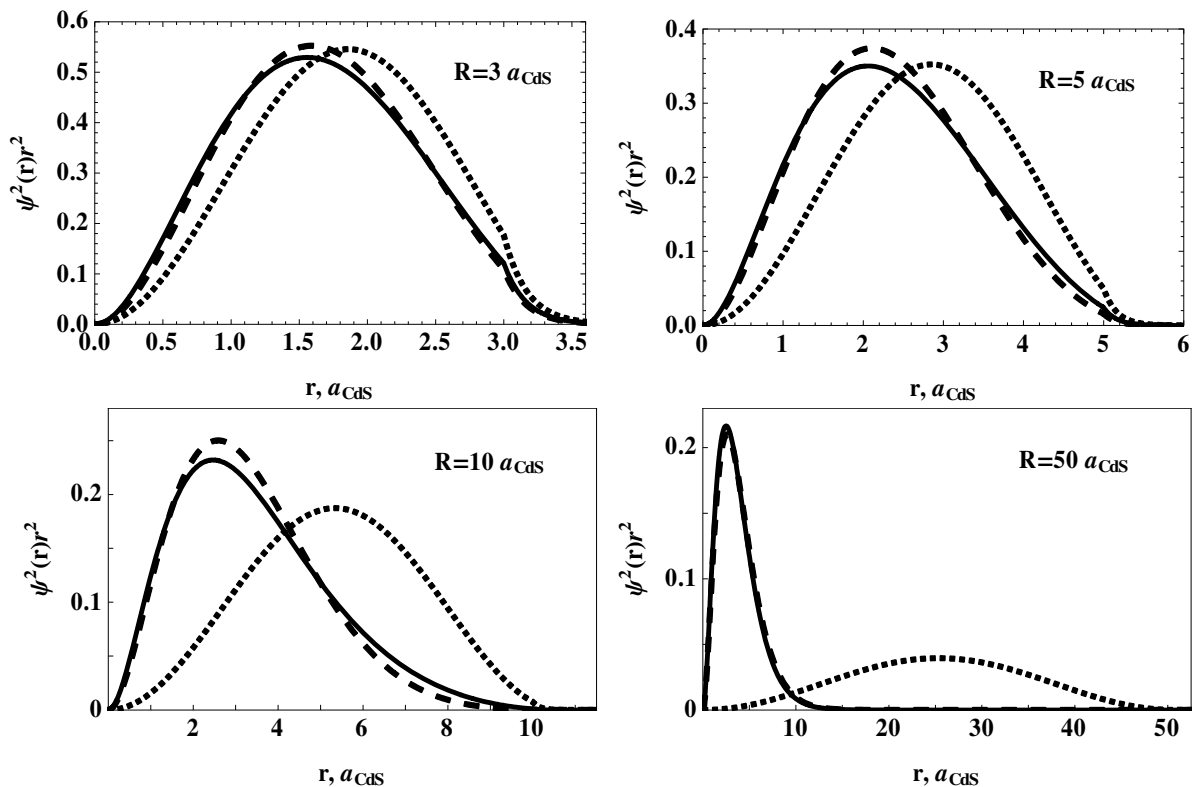 R=3 a_CdS
ψ²(r)r²
0.6
0.5
0.4
0.3
0.2
0.1
0.0
0.0 0.5 1.0 1.5 2.0 2.5 3.0 3.5
r, a_CdS
R=5 a_CdS
ψ²(r)r²
0.4
0.3
0.2
0.1
0.0
0 1 2 3 4 5 6
r, a_CdS
R=10 a_CdS
ψ²(r)r²
0.2
0.1
0
2 4 6 8 10
r, a_CdS
R=50 a_CdS
ψ²(r)r²
0.2
0.1
0
10 20 30 40 50
r, a_CdS